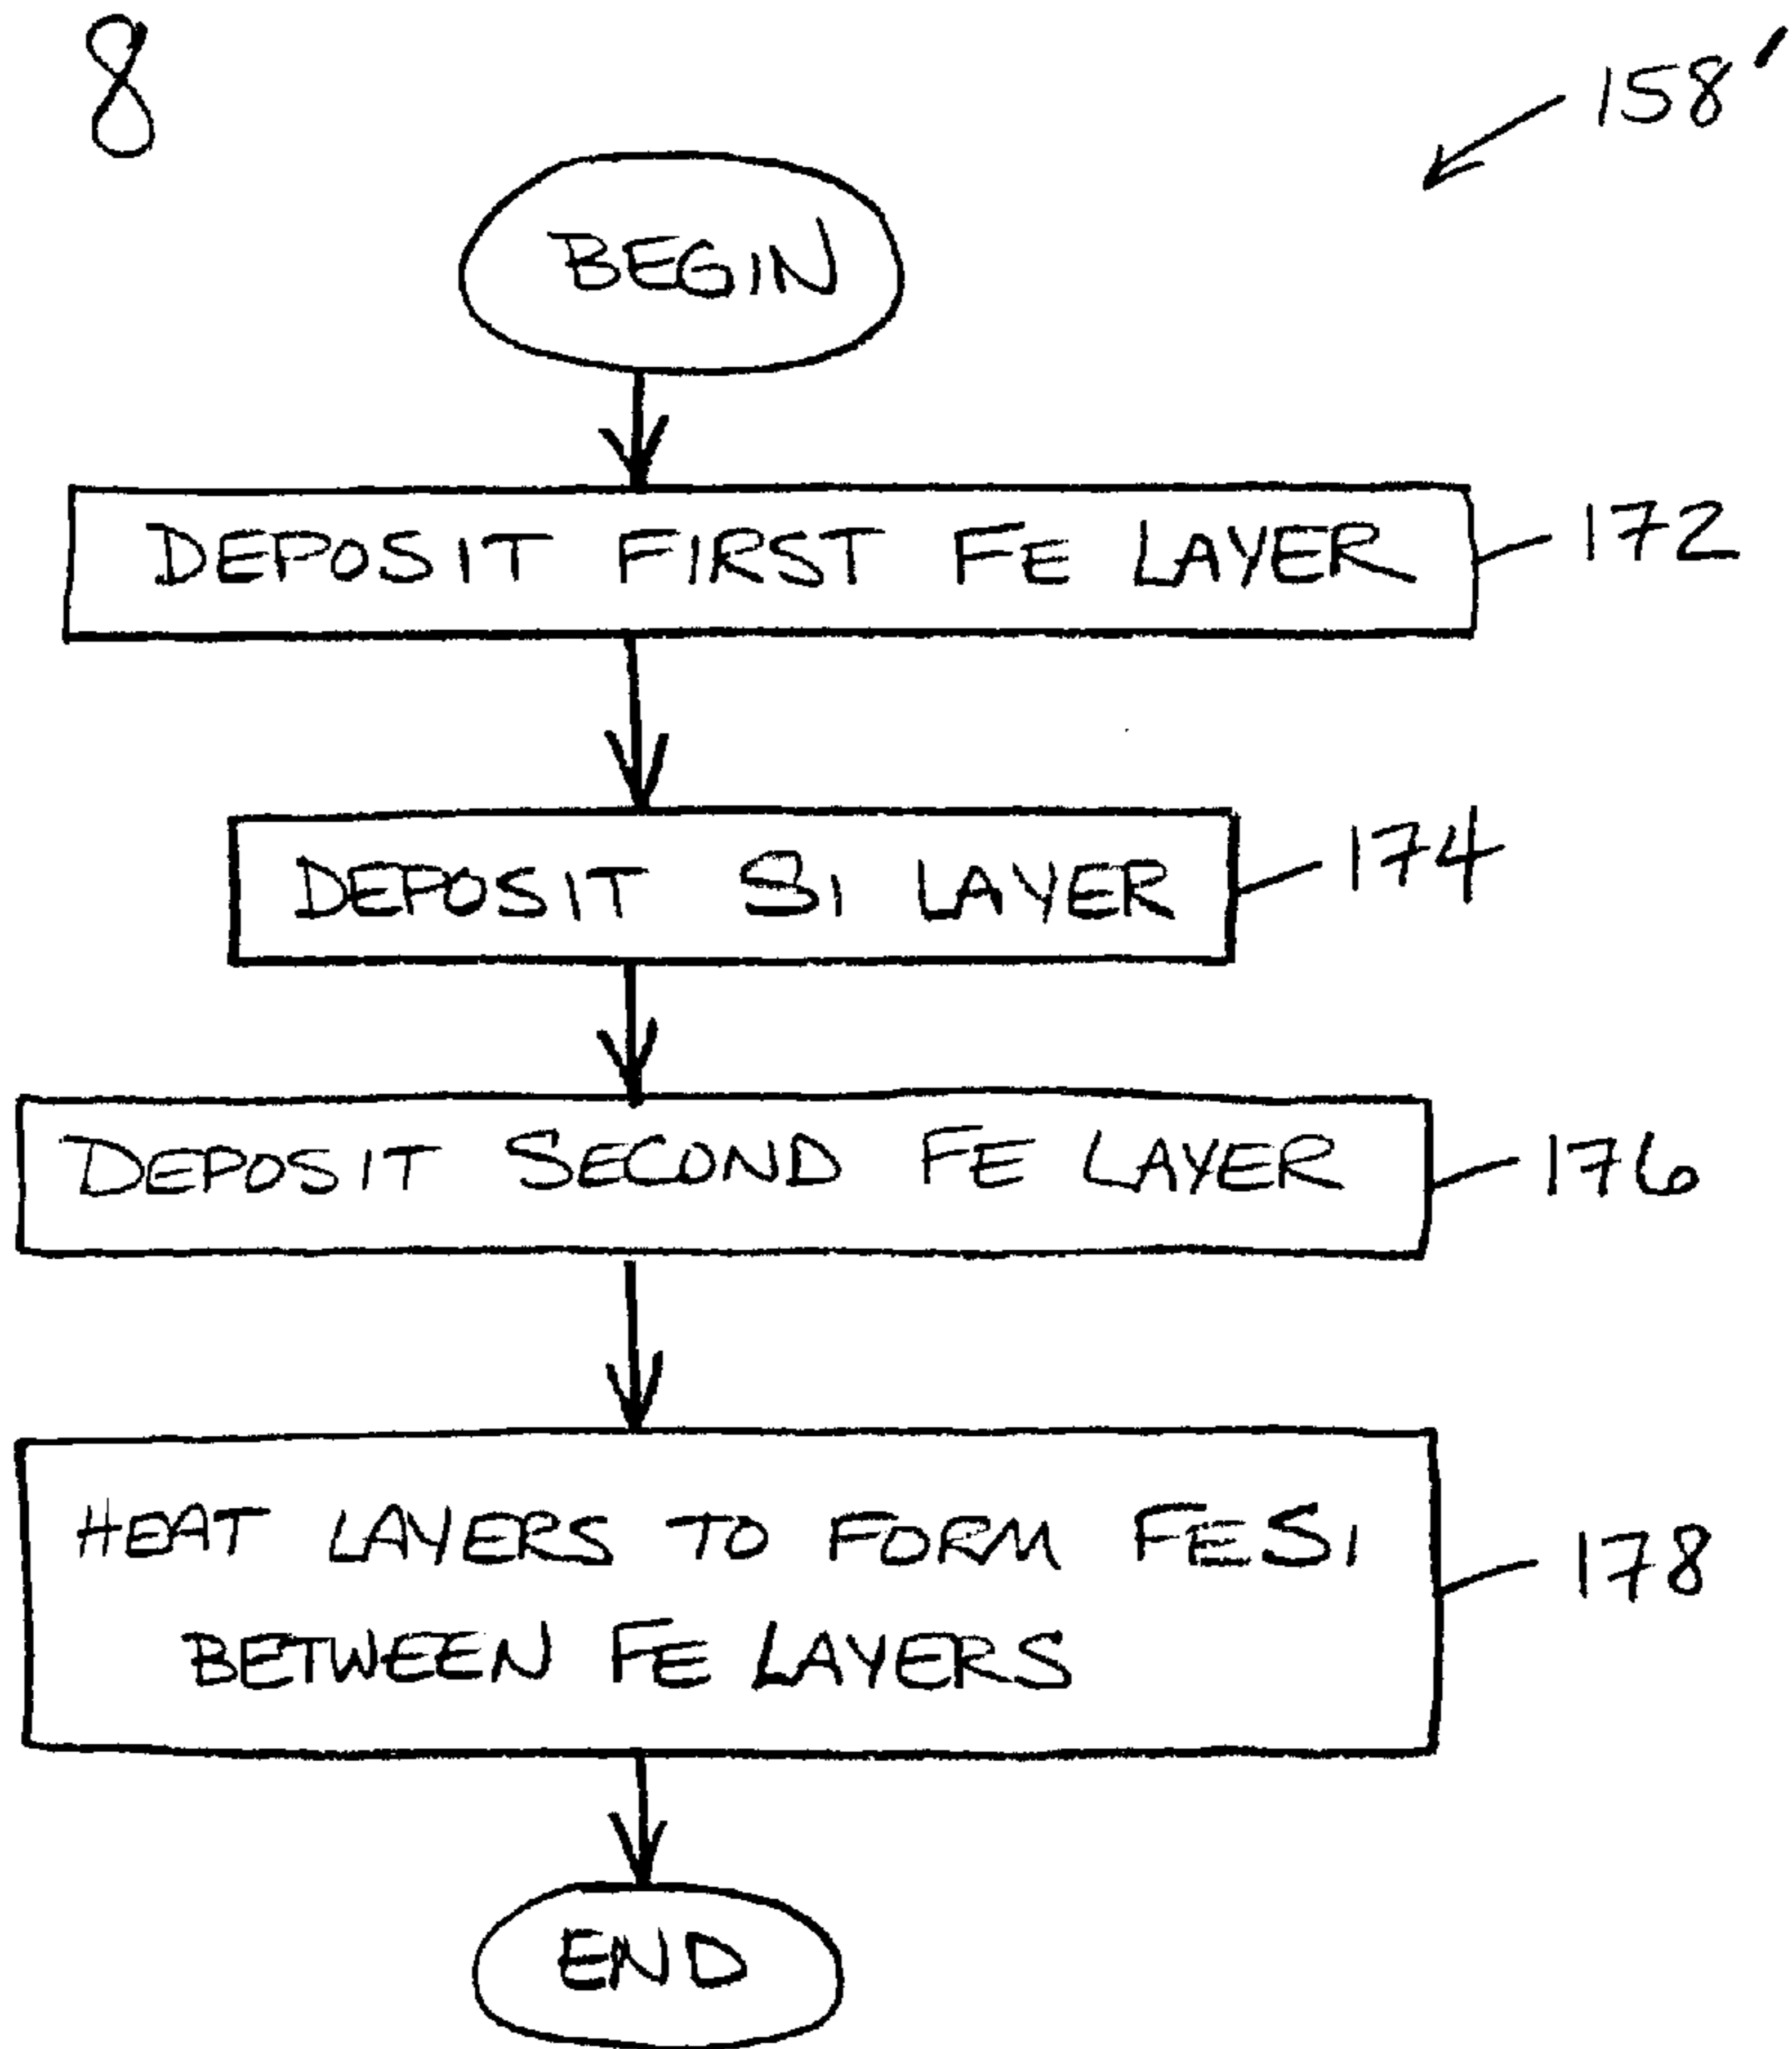 8
158'
BEGIN
DEPOSIT FIRST FE LAYER
172
DEPOSIT Si LAYER
174
DEPOSIT SECOND FE LAYER
176
HEAT LAYERS TO FORM FESi
BETWEEN FE LAYERS
178
END